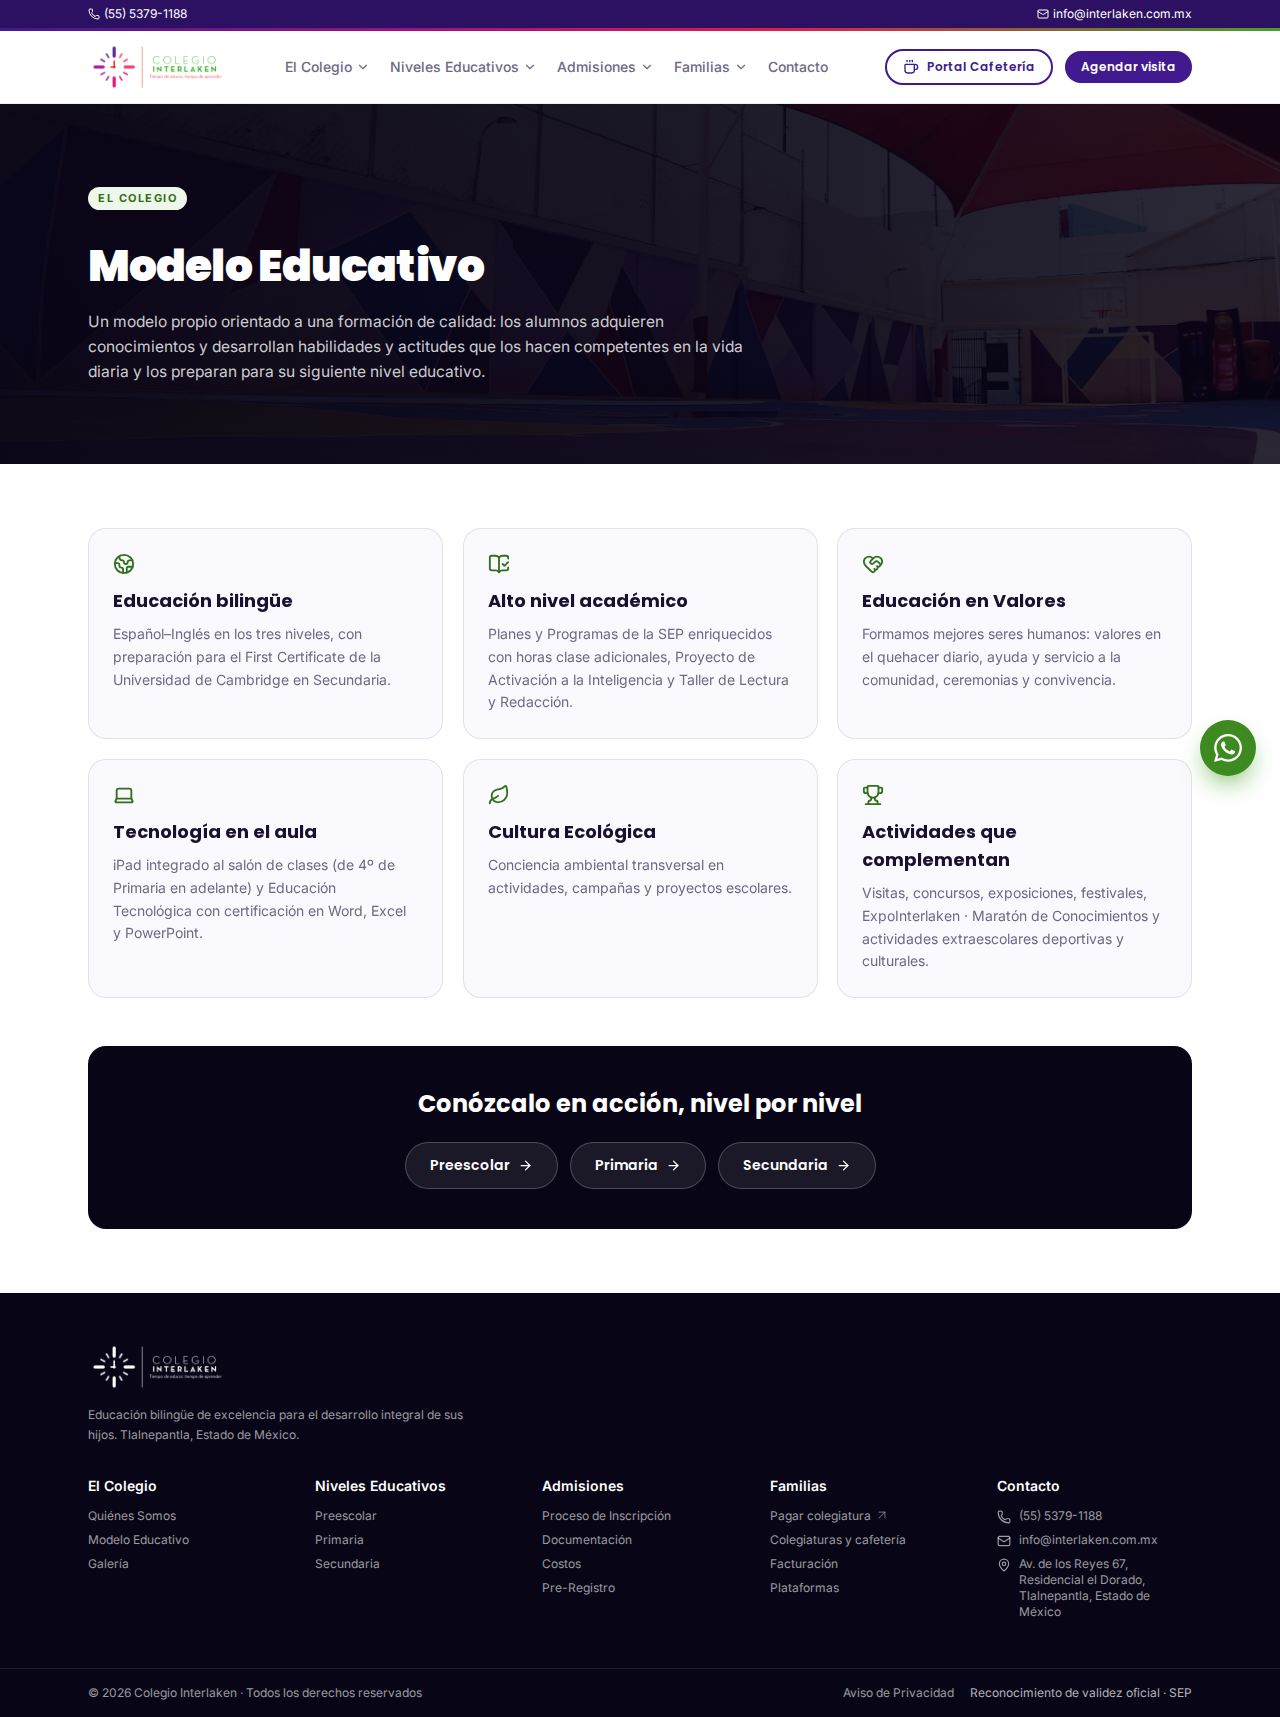 (55) 5379-1188
info@interlaken.com.mx
COLEGIO
INTERLAKEN
Tiempo de educar, tiempo de aprender
El Colegio
Niveles Educativos
Admisiones
Familias
Contacto
Portal Cafetería
Agendar visita
EL COLEGIO
Modelo Educativo
Un modelo propio orientado a una formación de calidad: los alumnos adquieren
conocimientos y desarrollan habilidades y actitudes que los hacen competentes en la vida
diaria y los preparan para su siguiente nivel educativo.
Educación bilingüe
Español–Inglés en los tres niveles, con
preparación para el First Certificate de la
Universidad de Cambridge en Secundaria.
Alto nivel académico
Planes y Programas de la SEP enriquecidos
con horas clase adicionales, Proyecto de
Activación a la Inteligencia y Taller de Lectura
y Redacción.
Educación en Valores
Formamos mejores seres humanos: valores en
el quehacer diario, ayuda y servicio a la
comunidad, ceremonias y convivencia.
Tecnología en el aula
iPad integrado al salón de clases (de 4º de
Primaria en adelante) y Educación
Tecnológica con certificación en Word, Excel
y PowerPoint.
Cultura Ecológica
Conciencia ambiental transversal en
actividades, campañas y proyectos escolares.
Actividades que
complementan
Visitas, concursos, exposiciones, festivales,
ExpoInterlaken · Maratón de Conocimientos y
actividades extraescolares deportivas y
culturales.
Conózcalo en acción, nivel por nivel
Preescolar
Primaria
Secundaria
COLEGIO
INTERLAKEN
Tiempo de educar, tiempo de aprender
Educación bilingüe de excelencia para el desarrollo integral de sus
hijos. Tlalnepantla, Estado de México.
El Colegio
Quiénes Somos
Modelo Educativo
Galería
Niveles Educativos
Preescolar
Primaria
Secundaria
Admisiones
Proceso de Inscripción
Documentación
Costos
Pre-Registro
Familias
Pagar colegiatura
Colegiaturas y cafetería
Facturación
Plataformas
Contacto
(55) 5379-1188
info@interlaken.com.mx
Av. de los Reyes 67,
Residencial el Dorado,
Tlalnepantla, Estado de
México
© 2026 Colegio Interlaken · Todos los derechos reservados
Aviso de Privacidad
Reconocimiento de validez oficial · SEP